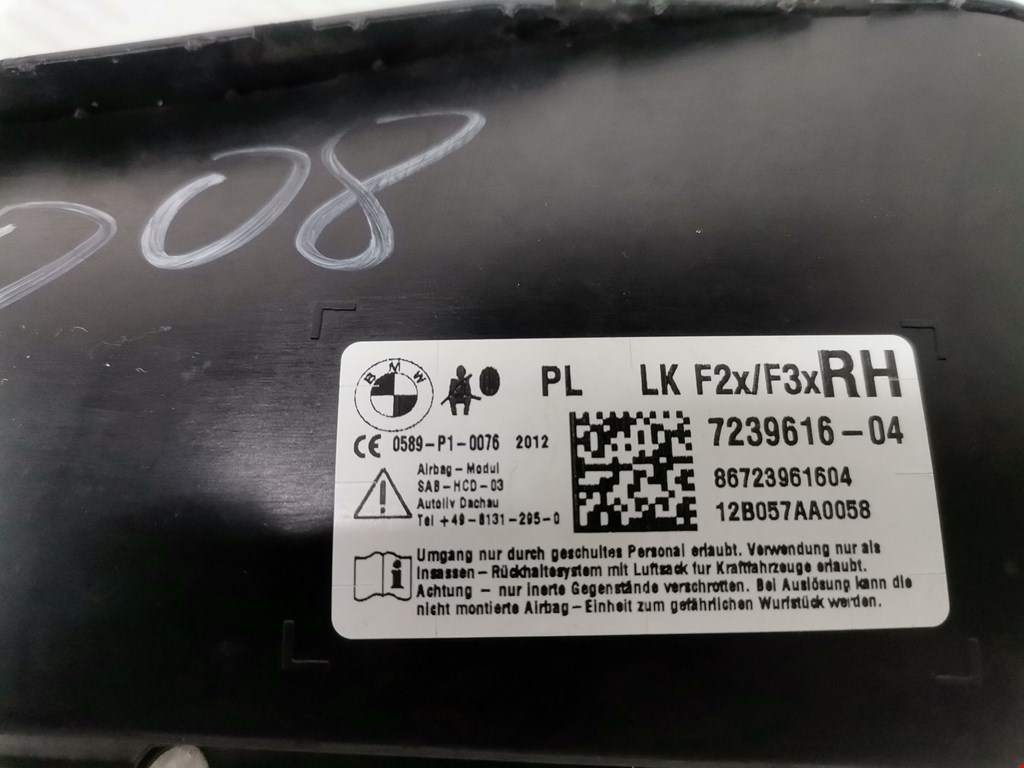 008
BMW
PL LK F2x/F3x RH
CE 0589-P1-0076 2012
7239616-04
86723961604
12B057AA0058
Airbag-Modul
SAB-HCD-03
Autoliv Dachau
Tel +49-8131-295-0
Umgang nur durch geschultes Personal erlaubt. Verwendung nur als
Insassen-Rückhaltesystem mit Luftsack fur Kraftfahrzeuge erlaubt.
Achtung - nur inerte Gegenstände verschrotten. Bei Auslösung kann die
nicht montierte Airbag-Einheit zum gefährlichen Wurfstück werden.